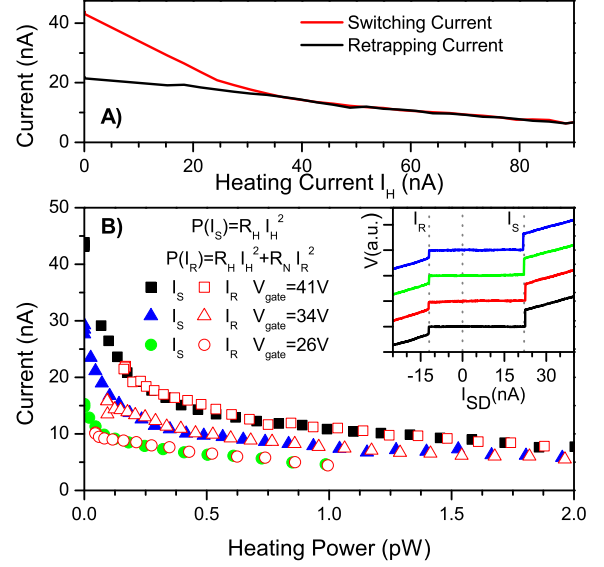 40
20
0
Current (nA)
Switching Current
Retrapping Current
A)
0 20 40 60 80
Heating Current I_H (nA)
50
40
30
20
10
0
Current (nA)
B)
P(I_S)=R_H I_H^2
P(I_R)=R_H I_H^2+R_N I_R^2
I_S I_R V_gate=41V
I_S I_R V_gate=34V
I_S I_R V_gate=26V
V(a.u.)
I_R I_S
-15 0 15 30
I_SD(nA)
0.0 0.5 1.0 1.5 2.0
Heating Power (pW)